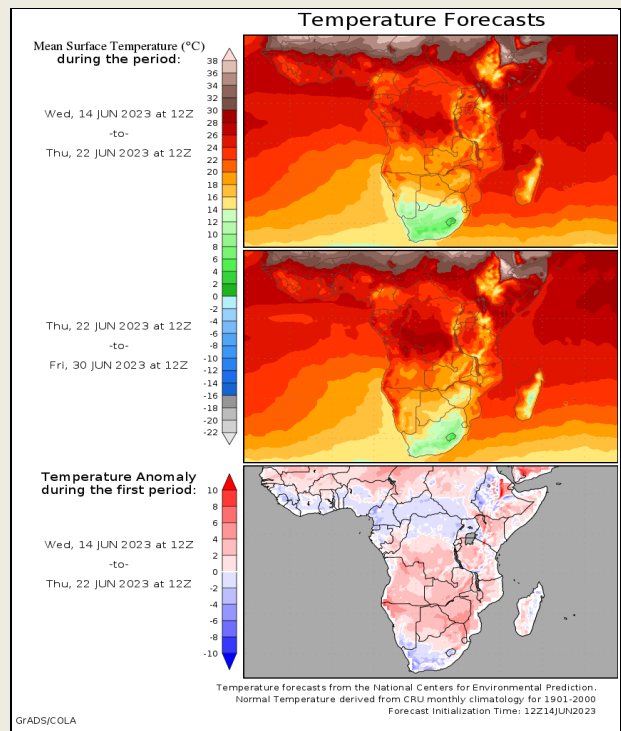 Temperature Forecasts
Mean Surface Temperature (°C)
during the period:
Wed, 14 JUN 2023 at 12Z
-to-
Thu, 22 JUN 2023 at 12Z
38
36
34
32
30
28
26
24
22
20
18
16
14
12
10
8
6
4
2
0
-2
-4
-6
-8
-10
-12
-14
-16
-18
-20
-22
Thu, 22 JUN 2023 at 12Z
-to-
Fri, 30 JUN 2023 at 12Z
Temperature Anomaly
during the first period:
Wed, 14 JUN 2023 at 12Z
-to-
Thu, 22 JUN 2023 at 12Z
10
8
6
4
2
0
-2
-4
-6
-8
-10
Temperature forecasts from the National Centers for Environmental Prediction.
Normal Temperature derived from CRU monthly climatology for 1901-2000
Forecast Initialization Time: 12Z14JUN2023
GrADS/COLA